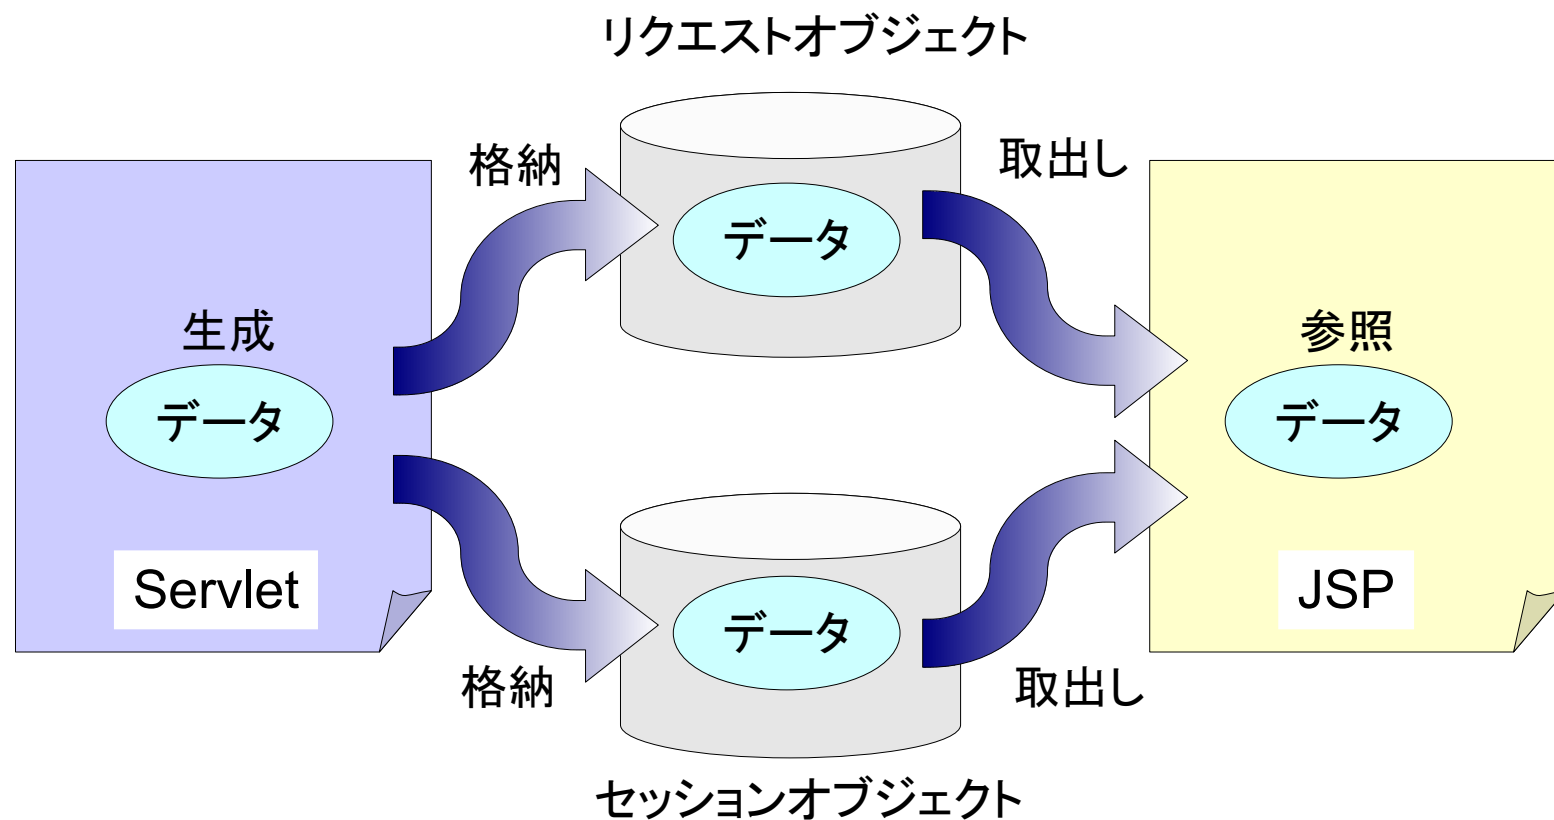 リクエストオブジェクト
格納
取出し
データ
生成
参照
データ
データ
Servlet
JSP
データ
格納
取出し
セッションオブジェクト